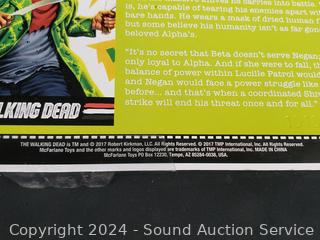 is, he's capable of tearing his enemies apart with
bare hands. He wears a mask of dried human f
but some believe his humanity isn't as far gone
beloved Alpha's.
"It's no secret that Beta doesn't serve Negan;
only loyal to Alpha. And if she were to fall, th
balance of power within Lucille Patrol would
and Negan would face a power struggle like
before... and that's when a coordinated Shre
strike will end his threat once and for all."
ALKING DEAD
THE WALKING DEAD is TM and © 2017 Robert Kirkman, LLC. All Rights Reserved. © 2017 TMP International, Inc. All Rights Reserved.
McFarlane Toys and the other marks and logos displayed are trademarks of TMP International, Inc. MADE IN CHINA
McFarlane Toys PO Box 12230, Tempe, AZ 85284-0038, USA.
Copyright 2024 - Sound Auction Service